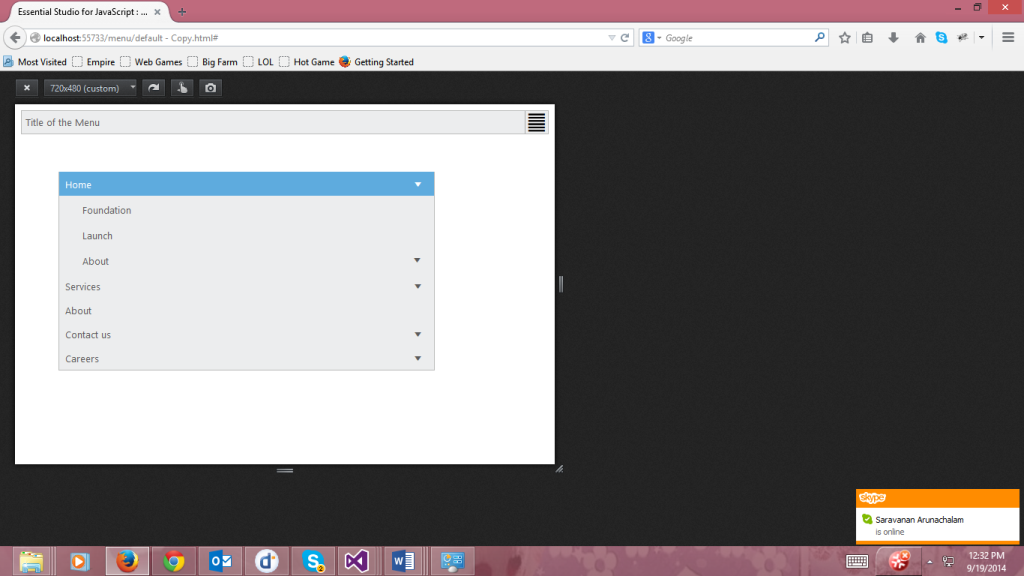 Essential Studio for JavaScript : ...
localhost:55733/menu/default - Copy.html#
Google
Most Visited Empire Web Games Big Farm LOL Hot Game Getting Started
720x480 (custom)
Title of the Menu
Home
Foundation
Launch
About
Services
About
Contact us
Careers
skype
Saravanan Arunachalam
is online
12:32 PM
9/19/2014